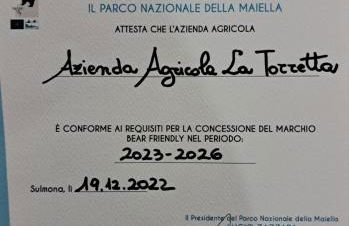 IL PARCO NAZIONALE DELLA MAIELLA
ATTESTA CHE L'AZIENDA AGRICOLA
Azienda Agricola La Torretta
È CONFORME AI REQUISITI PER LA CONCESSIONE DEL MARCHIO
BEAR FRIENDLY NEL PERIODO:
2023-2026
Sulmona, lì 19.12.2022
Il Presidente del Parco Nazionale della Maiella